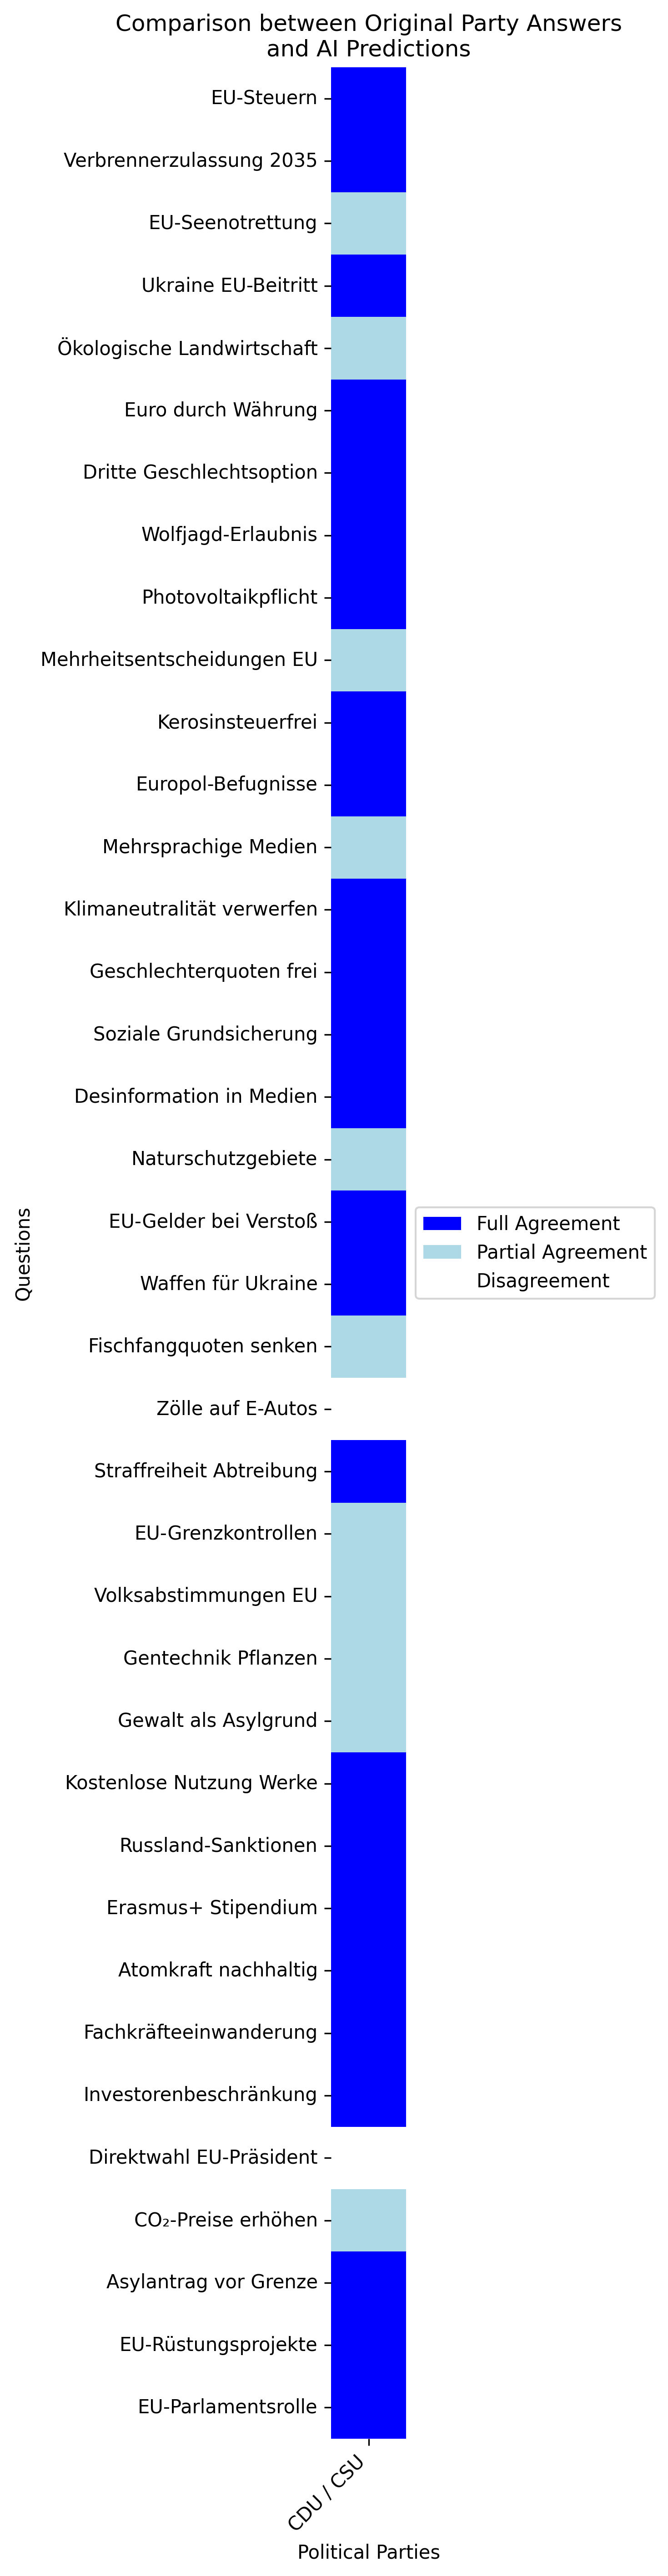 Comparison between Original Party Answers
and AI Predictions
EU-Steuern
Verbrennerzulassung 2035
EU-Seenotrettung
Ukraine EU-Beitritt
Ökologische Landwirtschaft
Euro durch Währung
Dritte Geschlechtsoption
Wolfjagd-Erlaubnis
Photovoltaikpflicht
Mehrheitsentscheidungen EU
Kerosinsteuerfrei
Europol-Befugnisse
Mehrsprachige Medien
Klimaneutralität verwerfen
Geschlechterquoten frei
Soziale Grundsicherung
Desinformation in Medien
Naturschutzgebiete
EU-Gelder bei Verstoß
Waffen für Ukraine
Fischfangquoten senken
Zölle auf E-Autos
Straffreiheit Abtreibung
EU-Grenzkontrollen
Volksabstimmungen EU
Gentechnik Pflanzen
Gewalt als Asylgrund
Kostenlose Nutzung Werke
Russland-Sanktionen
Erasmus+ Stipendium
Atomkraft nachhaltig
Fachkräfteeinwanderung
Investorenbeschränkung
Direktwahl EU-Präsident
CO₂-Preise erhöhen
Asylantrag vor Grenze
EU-Rüstungsprojekte
EU-Parlamentsrolle
Questions
Full Agreement
Partial Agreement
Disagreement
CDU / CSU
Political Parties